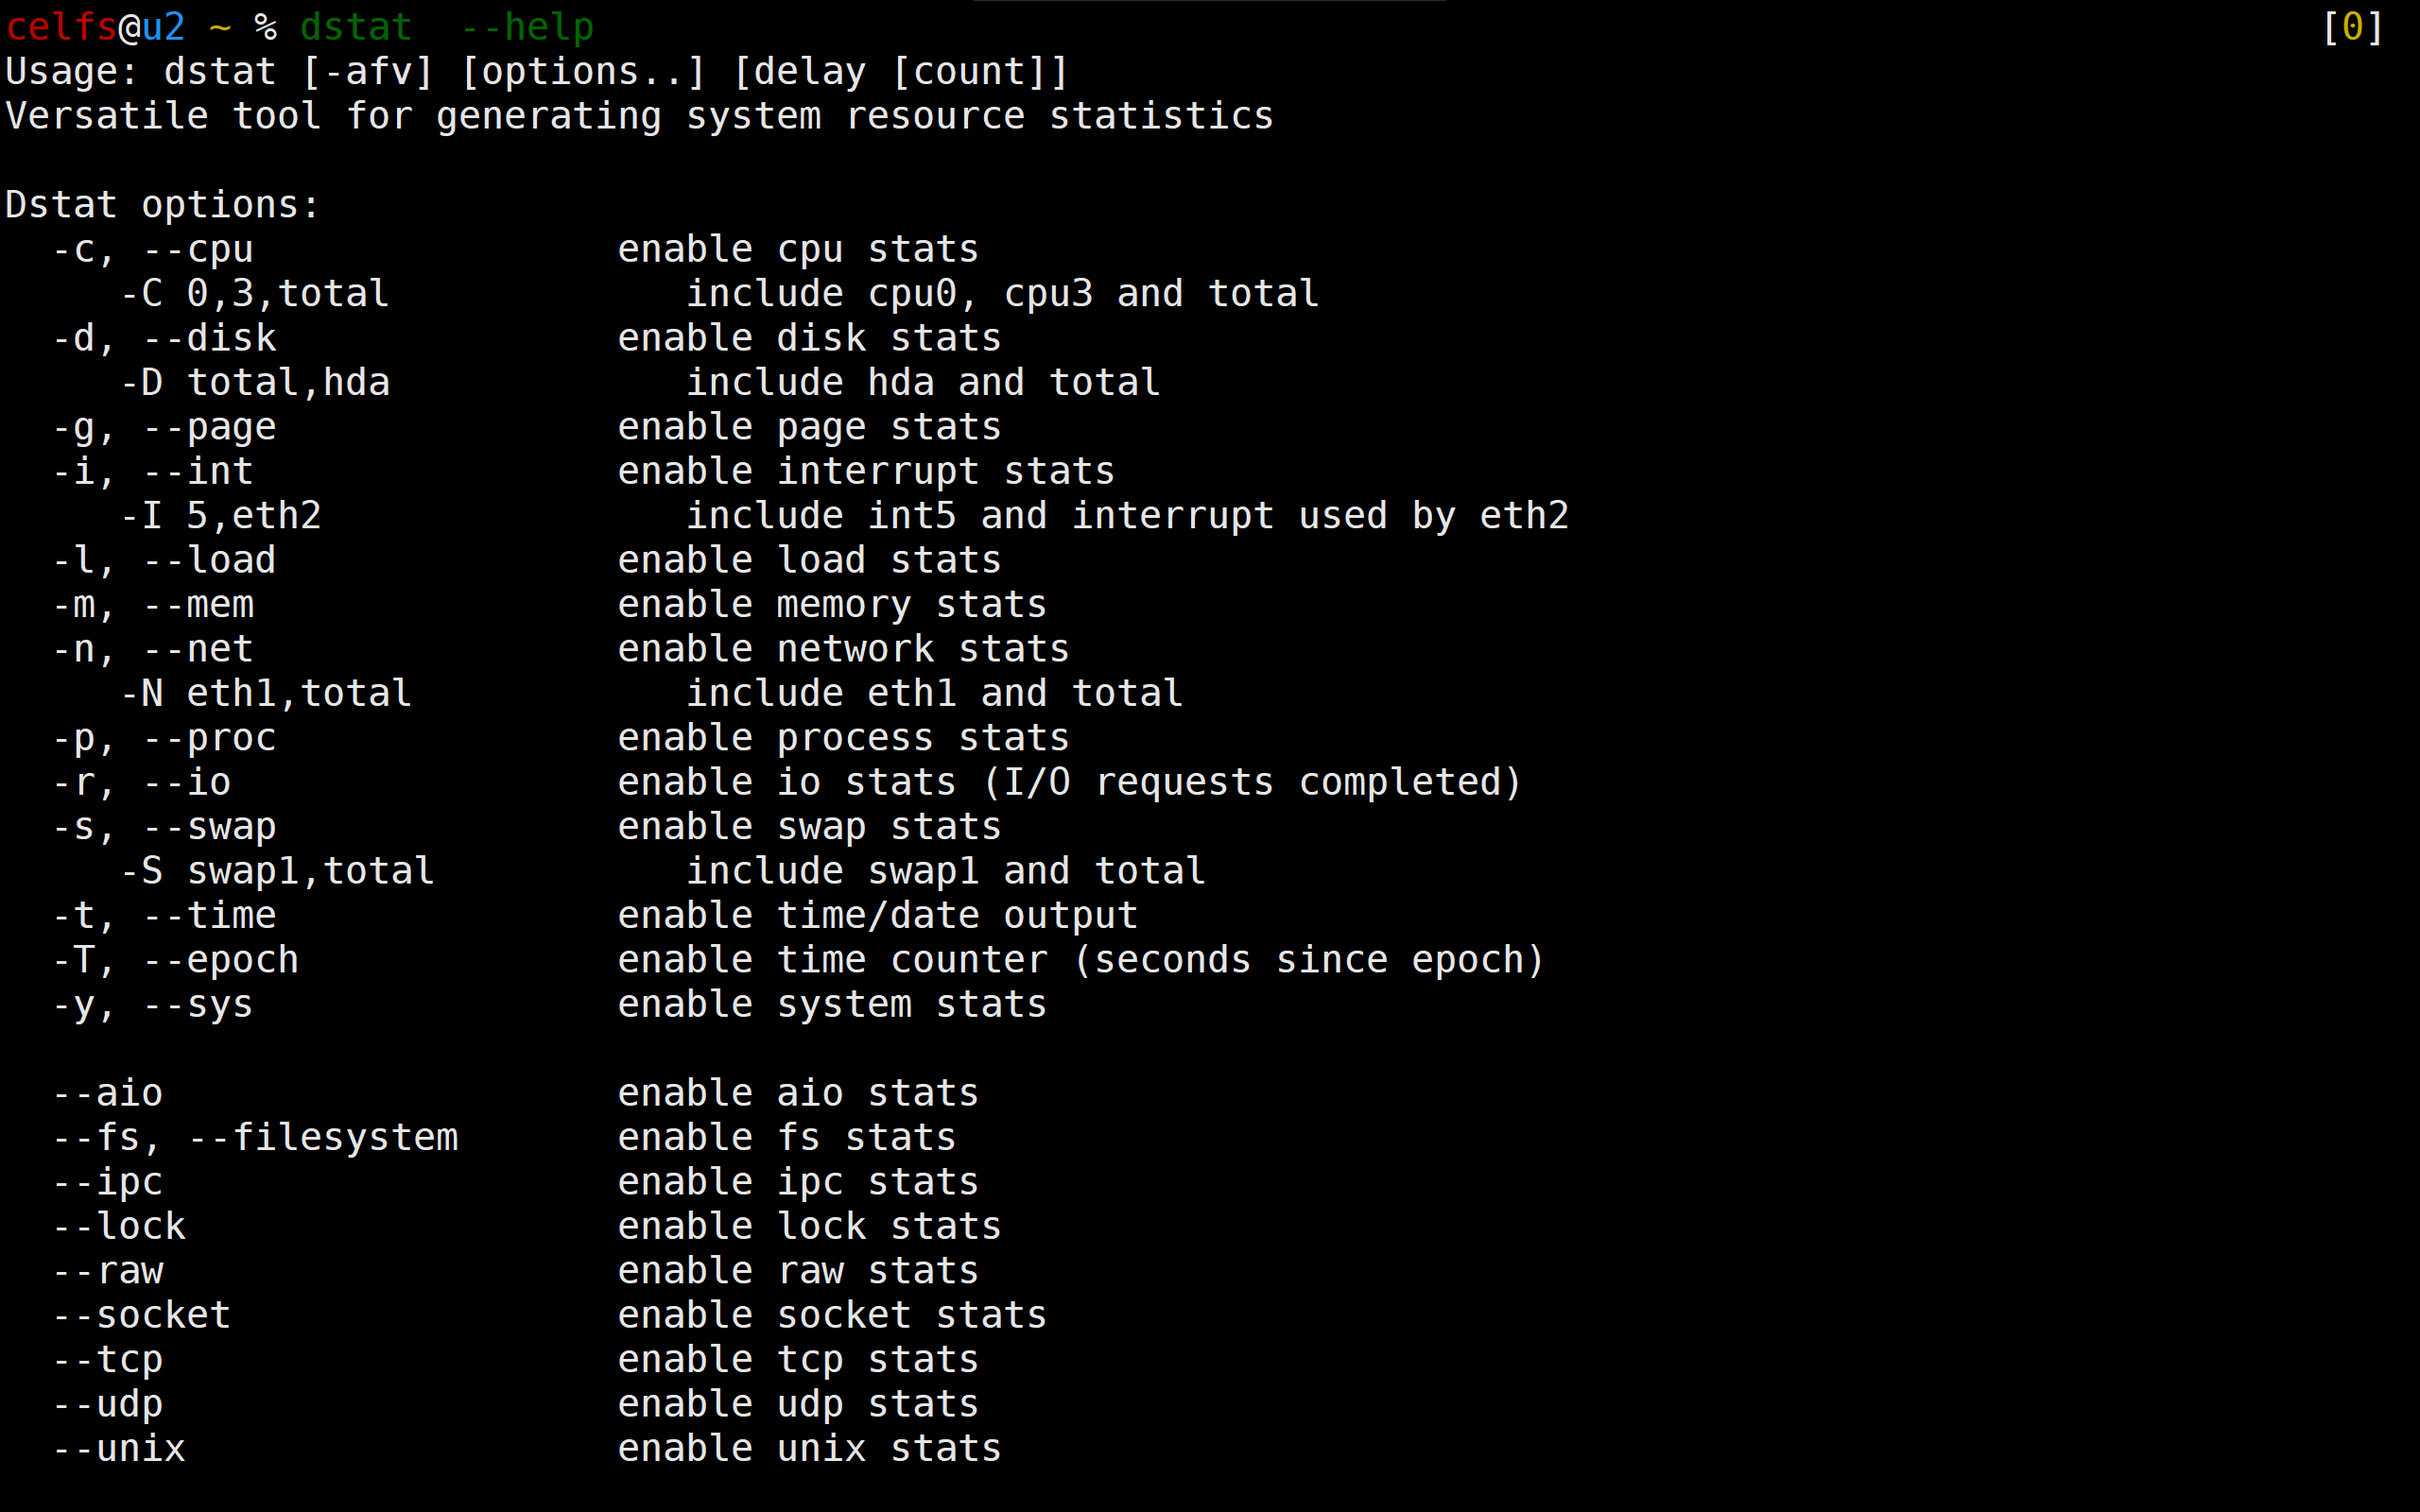 celfs@u2 ~ % dstat  --help [0]
Usage: dstat [-afv] [options..] [delay [count]]
Versatile tool for generating system resource statistics

Dstat options:
  -c, --cpu                enable cpu stats
     -C 0,3,total             include cpu0, cpu3 and total
  -d, --disk               enable disk stats
     -D total,hda             include hda and total
  -g, --page               enable page stats
  -i, --int                enable interrupt stats
     -I 5,eth2                include int5 and interrupt used by eth2
  -l, --load               enable load stats
  -m, --mem                enable memory stats
  -n, --net                enable network stats
     -N eth1,total            include eth1 and total
  -p, --proc               enable process stats
  -r, --io                 enable io stats (I/O requests completed)
  -s, --swap               enable swap stats
     -S swap1,total           include swap1 and total
  -t, --time               enable time/date output
  -T, --epoch              enable time counter (seconds since epoch)
  -y, --sys                enable system stats

  --aio                    enable aio stats
  --fs, --filesystem       enable fs stats
  --ipc                    enable ipc stats
  --lock                   enable lock stats
  --raw                    enable raw stats
  --socket                 enable socket stats
  --tcp                    enable tcp stats
  --udp                    enable udp stats
  --unix                   enable unix stats